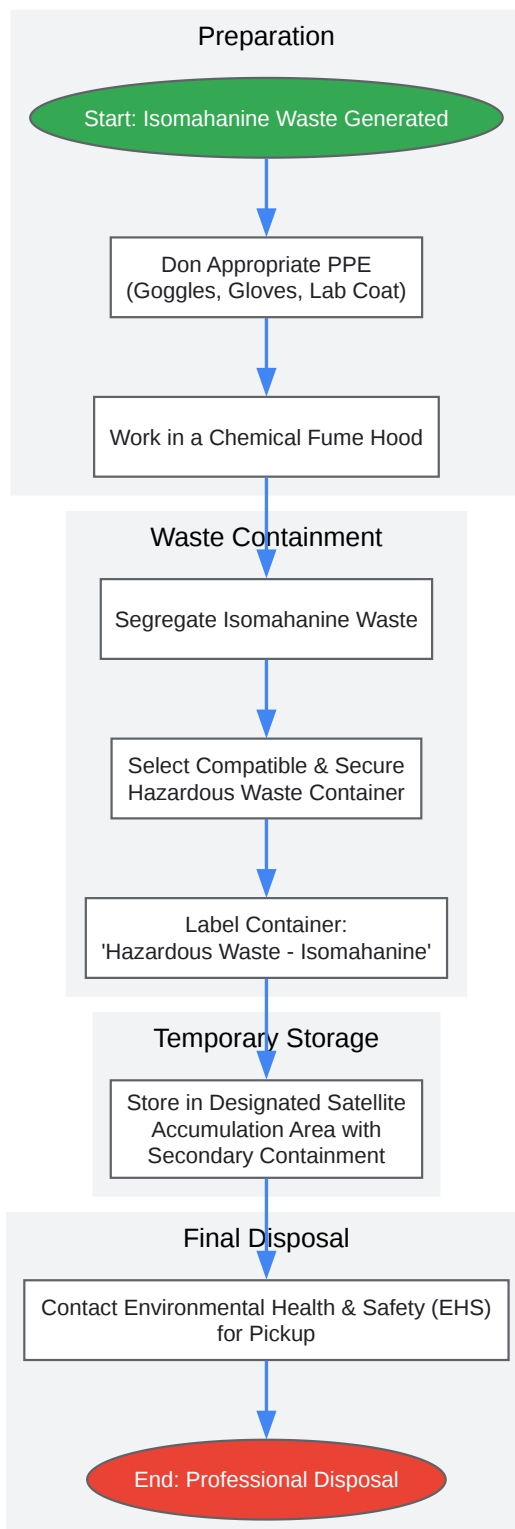 Preparation
Start: Isomahanine Waste Generated
Don Appropriate PPE
(Goggles, Gloves, Lab Coat)
Work in a Chemical Fume Hood
Waste Containment
Segregate Isomahanine Waste
Select Compatible & Secure
Hazardous Waste Container
Label Container:
'Hazardous Waste - Isomahanine'
Temporary Storage
Store in Designated Satellite
Accumulation Area with
Secondary Containment
Final Disposal
Contact Environmental Health & Safety (EHS)
for Pickup
End: Professional Disposal